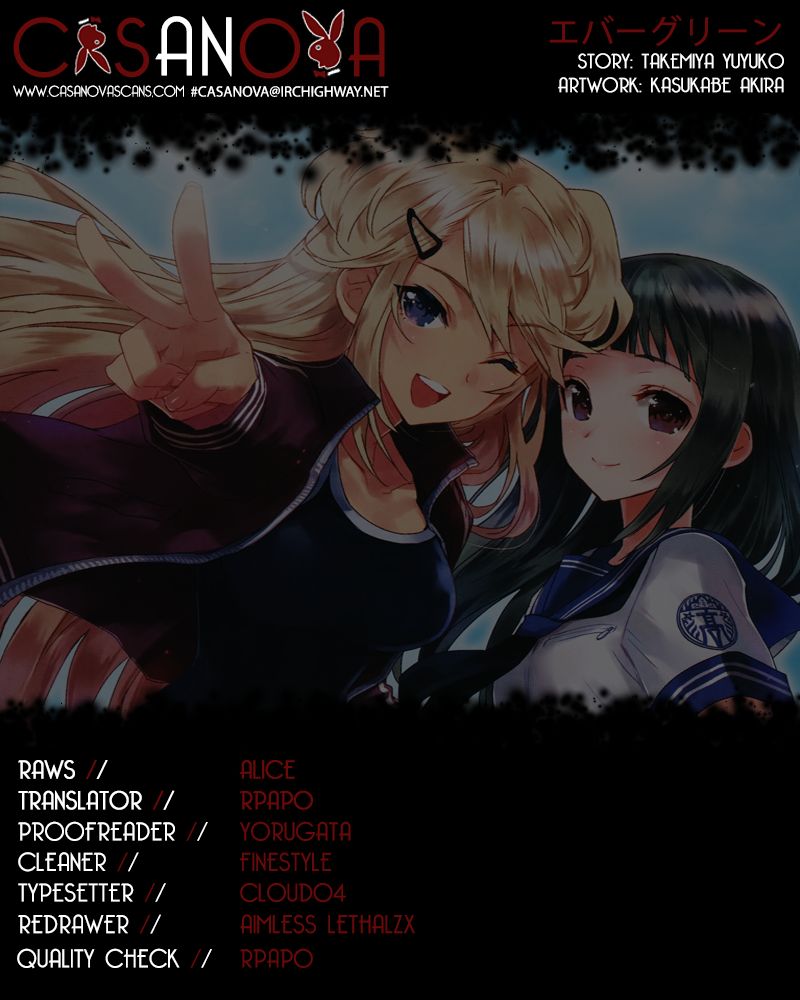 CASANOVA
エバーグリーン
STORY: TAKEMIYA YUYUKO
ARTWORK: KASUKABE AKIRA
WWW.CASANOVASCANS.COM #CASANOVA@IRCHIGHWAY.NET
高
RAWS // ALICE
TRANSLATOR // RPAPO
PROOFREADER // YORUGATA
CLEANER // FINESTYLE
TYPESETTER // CLOUD04
REDRAWER // AIMLESS LETHALZX
QUALITY CHECK // RPAPO